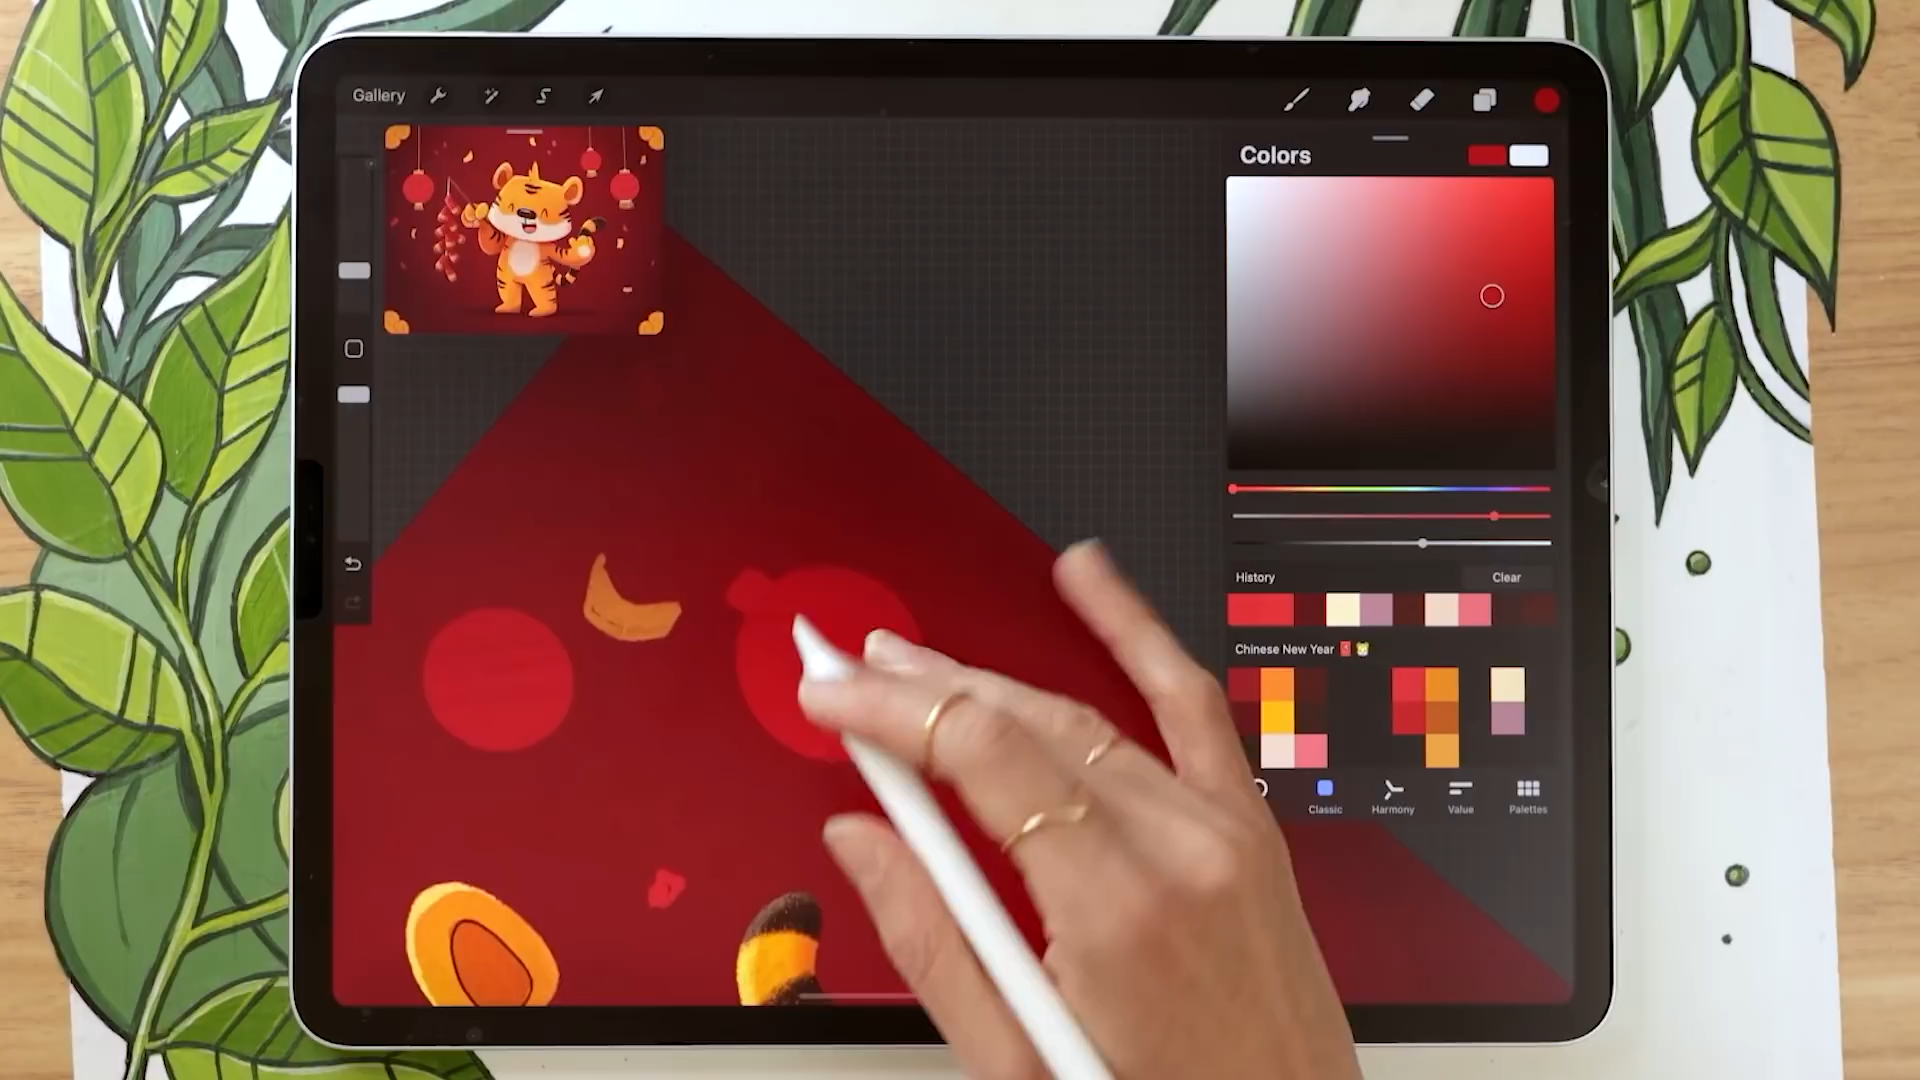 Gallery
Colors
History
Clear
Chinese New Year
Classic
Harmony
Value
Palettes